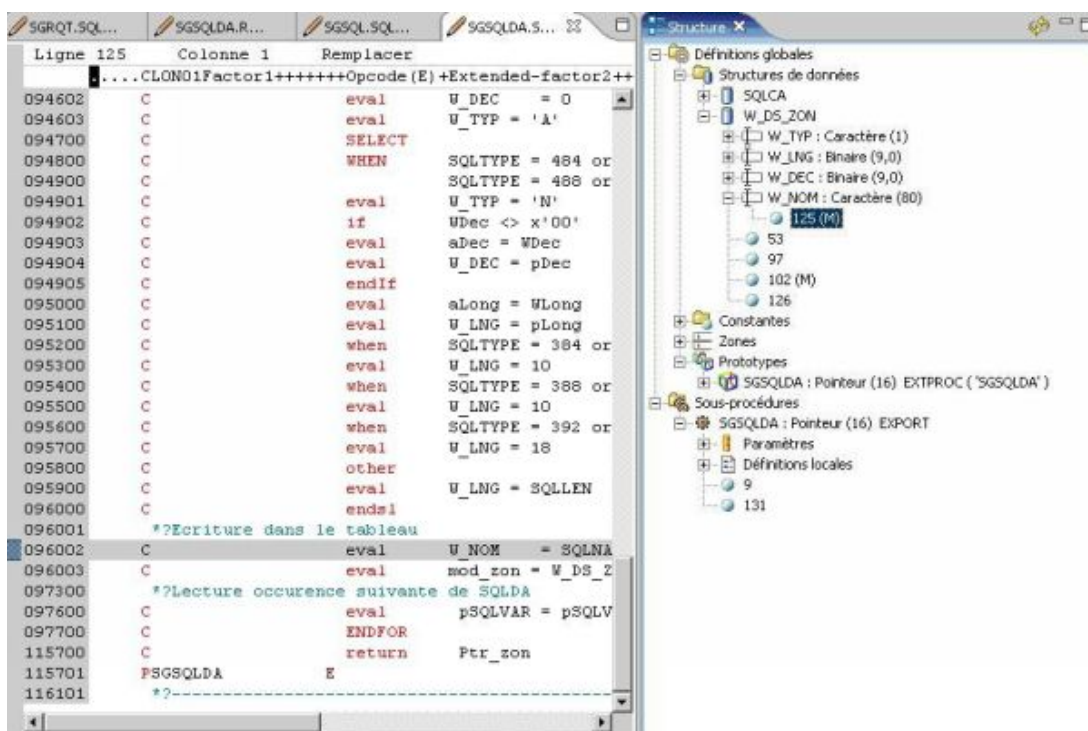 SGRQT.SQL...
SGSQLDA.R...
SGSQL.SQL...
SGSQLDA.S...
Ligne 125 Colonne 1 Remplacer
.....CLON01Factor1+++++++Opcode(E)+Extended-factor2++
094602 C eval W_DEC = 0
094603 C eval W_TYP = 'A'
094700 C SELECT
094800 C WHEN SQLTYPE = 484 or
094900 C SQLTYPE = 488 or
094901 C eval W_TYP = 'N'
094902 C if WDec <> x'00'
094903 C eval aDec = WDec
094904 C eval W_DEC = pDec
094905 C endIf
095000 C eval aLong = WLong
095100 C eval W_LNG = pLong
095200 C when SQLTYPE = 384 or
095300 C eval W_LNG = 10
095400 C when SQLTYPE = 388 or
095500 C eval W_LNG = 10
095600 C when SQLTYPE = 392 or
095700 C eval W_LNG = 18
095800 C other
095900 C eval W_LNG = SQLLEN
096000 C endsl
096001 *?Ecriture dans le tableau
096002 C eval W_NOM = SQLNA
096003 C eval mod_zon = W_DS_Z
097300 *?Lecture occurence suivante de SQLDA
097600 C eval pSQLVAR = pSQLV
097700 C ENDFOR
115700 C return Ptr_zon
115701 PSGSQLDA E
116101 *?------------------------------------------
Structure
Définitions globales
Structures de données
SQLCA
W_DS_ZON
W_TYP : Caractère (1)
W_LNG : Binaire (9,0)
W_DEC : Binaire (9,0)
W_NOM : Caractère (80)
125 (M)
53
97
102 (M)
126
Constantes
Zones
Prototypes
SGSQLDA : Pointeur (16) EXTPROC ( 'SGSQLDA' )
Sous-procédures
SGSQLDA : Pointeur (16) EXPORT
Paramètres
Définitions locales
9
131